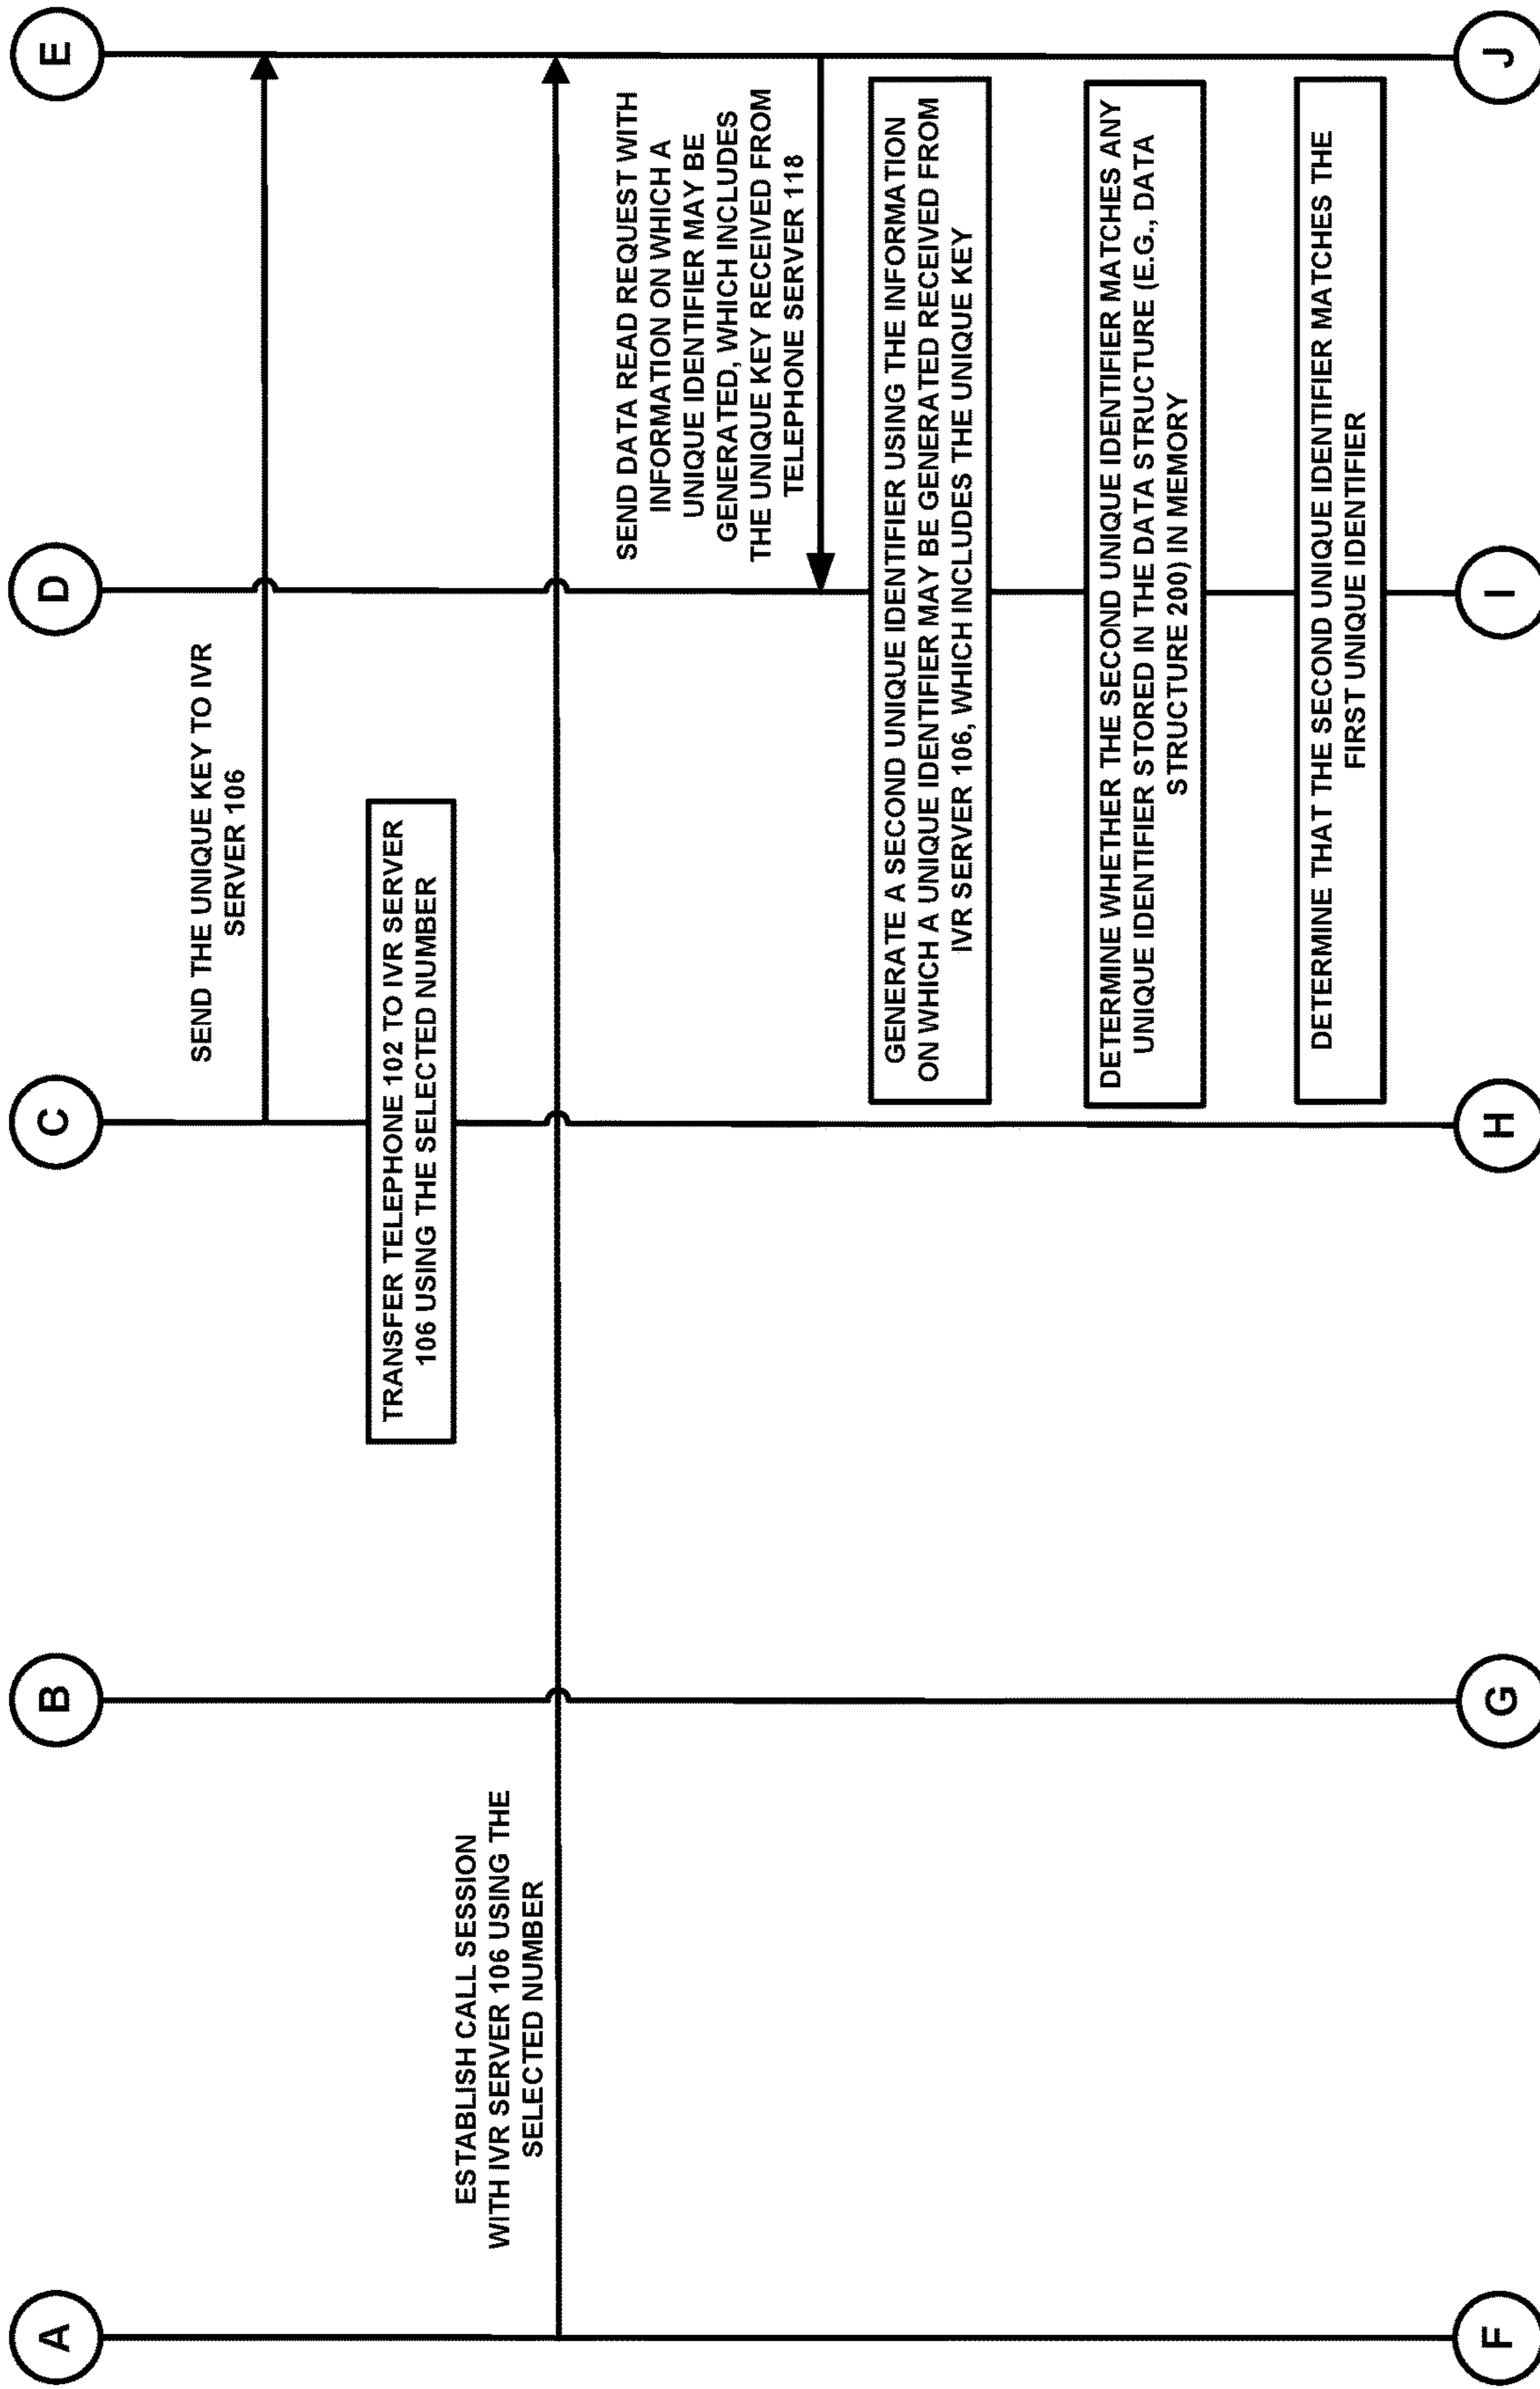 A
B
C
D
E
SEND THE UNIQUE KEY TO IVR
SERVER 106
TRANSFER TELEPHONE 102 TO IVR SERVER
106 USING THE SELECTED NUMBER
ESTABLISH CALL SESSION
WITH IVR SERVER 106 USING THE
SELECTED NUMBER
SEND DATA READ REQUEST WITH
INFORMATION ON WHICH A
UNIQUE IDENTIFIER MAY BE
GENERATED, WHICH INCLUDES
THE UNIQUE KEY RECEIVED FROM
TELEPHONE SERVER 118
GENERATE A SECOND UNIQUE IDENTIFIER USING THE INFORMATION
ON WHICH A UNIQUE IDENTIFIER MAY BE GENERATED RECEIVED FROM
IVR SERVER 106, WHICH INCLUDES THE UNIQUE KEY
DETERMINE WHETHER THE SECOND UNIQUE IDENTIFIER MATCHES ANY
UNIQUE IDENTIFIER STORED IN THE DATA STRUCTURE (E.G., DATA
STRUCTURE 200) IN MEMORY
DETERMINE THAT THE SECOND UNIQUE IDENTIFIER MATCHES THE
FIRST UNIQUE IDENTIFIER
F
G
H
I
J